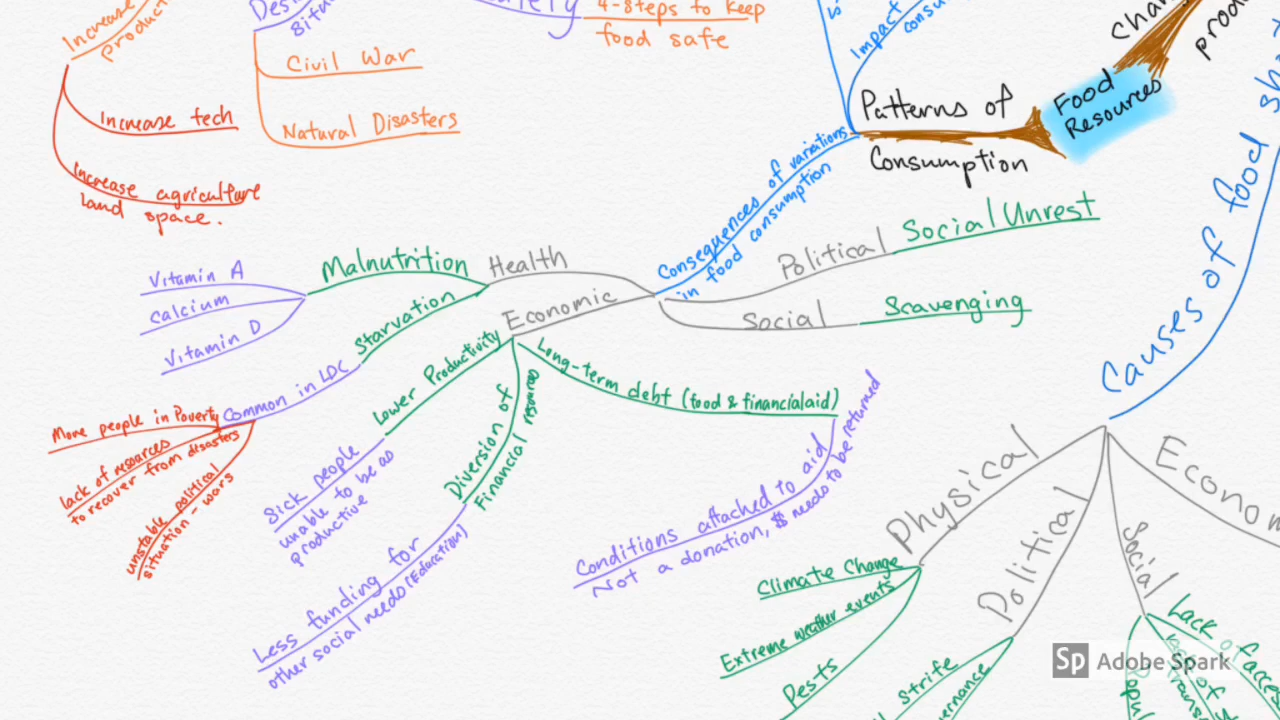 Increase
4-Steps to keep
food safe
Civil War
Natural Disasters
Increase tech
Increase agriculture
land space.
Impact
Patterns of
Consumption
Food
Resources
Consequences of variations
in food consumption
Political
Social Unrest
Social
Scavenging
Health
Malnutrition
Vitamin A
Calcium
Vitamin D
Starvation
Common in LDC
More people in Poverty
lack of resources
to recover from disasters
unstable political
situation - wars
Economic
Lower Productivity
Sick people
unable to be as
productive
Diversion of
Financial resources
Less funding for
other social needs (Education)
Long-term debt (food & financial aid)
Conditions attached to aid
Not a donation, $ needs to be returned
Causes of food
Physical
Climate Change
Extreme weather events
Pests
Political
Strife
Social
Lack of access
Sp Adobe Spark